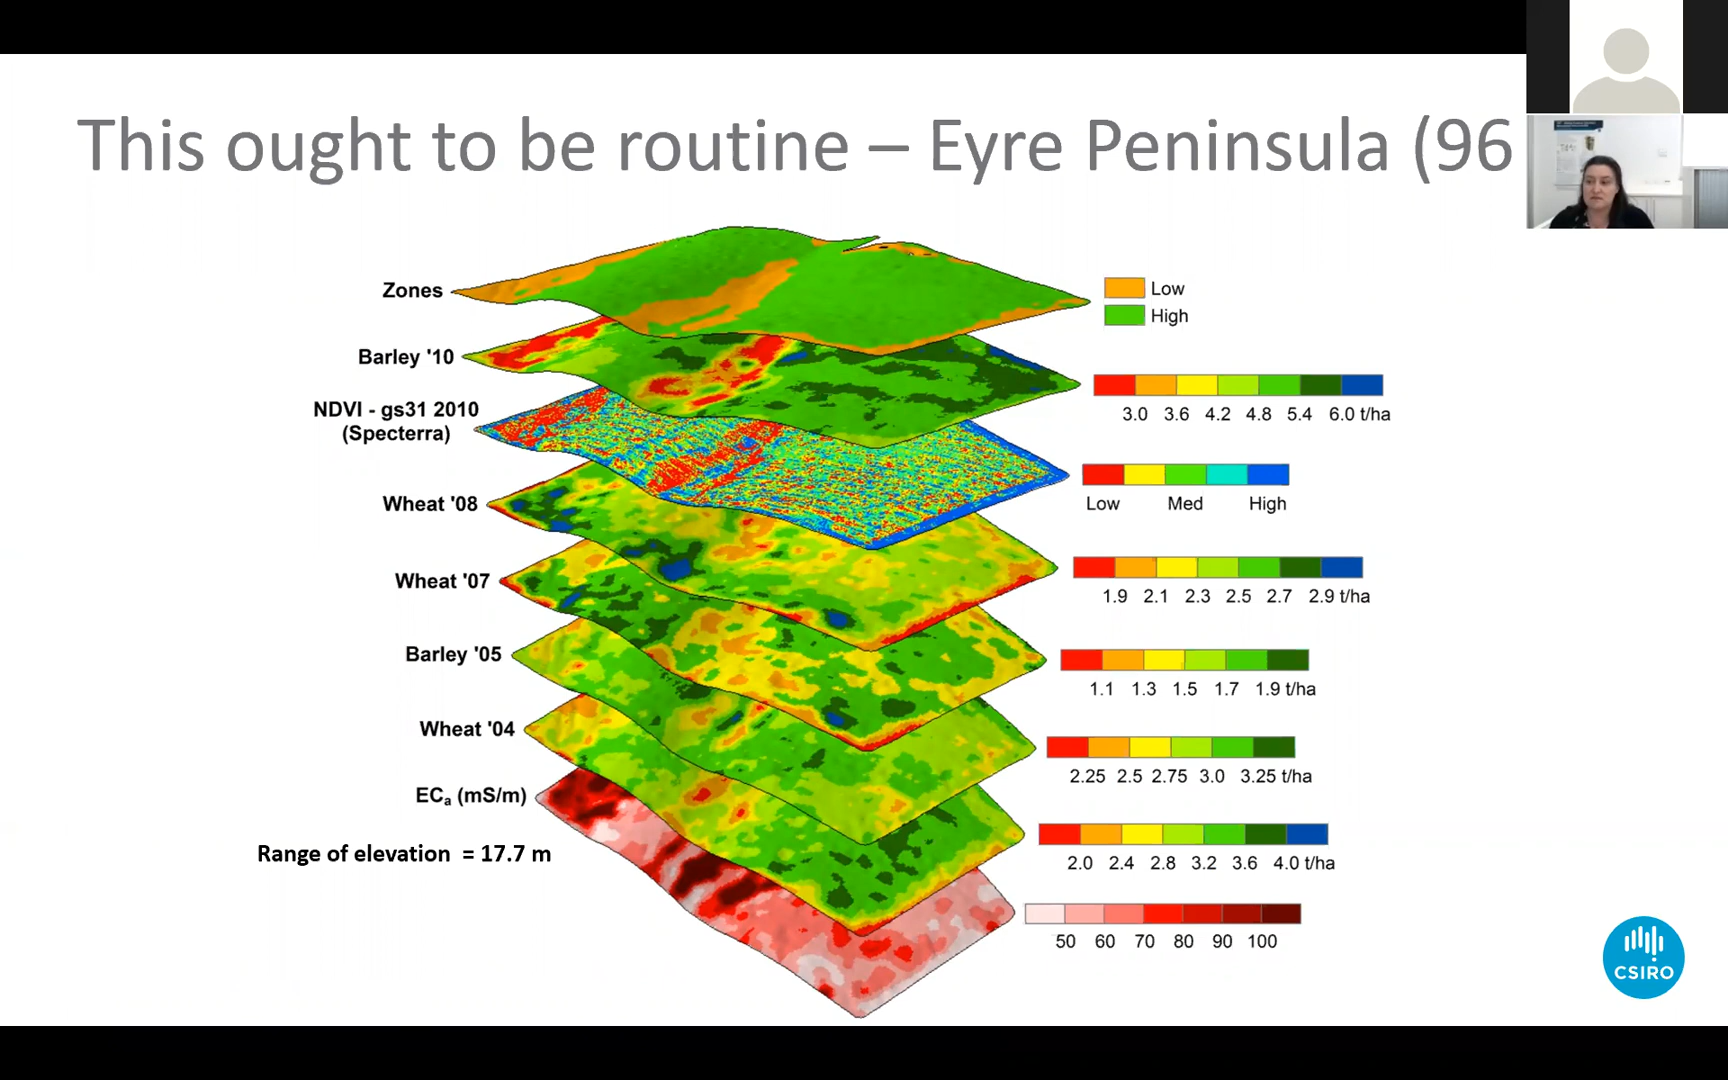 This ought to be routine – Eyre Peninsula (96
Zones
Low
High
Barley '10
3.0 3.6 4.2 4.8 5.4 6.0 t/ha
NDVI - gs31 2010
(Specterra)
Low Med High
Wheat '08
1.9 2.1 2.3 2.5 2.7 2.9 t/ha
Wheat '07
1.1 1.3 1.5 1.7 1.9 t/ha
Barley '05
2.25 2.5 2.75 3.0 3.25 t/ha
Wheat '04
2.0 2.4 2.8 3.2 3.6 4.0 t/ha
ECa (mS/m)
50 60 70 80 90 100
Range of elevation = 17.7 m
CSIRO